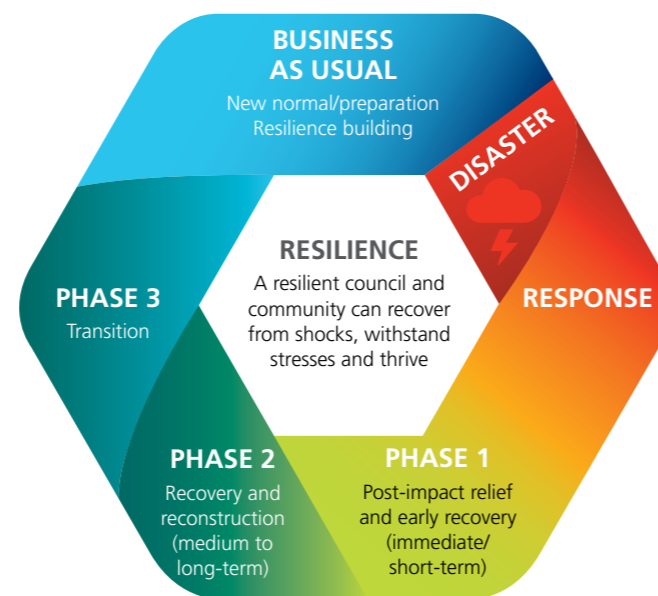 BUSINESS
AS USUAL
New normal/preparation
Resilience building
DISASTER
RESILIENCE
A resilient council and
community can recover
from shocks, withstand
stresses and thrive
RESPONSE
PHASE 1
Post-impact relief
and early recovery
(immediate/
short-term)
PHASE 2
Recovery and
reconstruction
(medium to
long-term)
PHASE 3
Transition